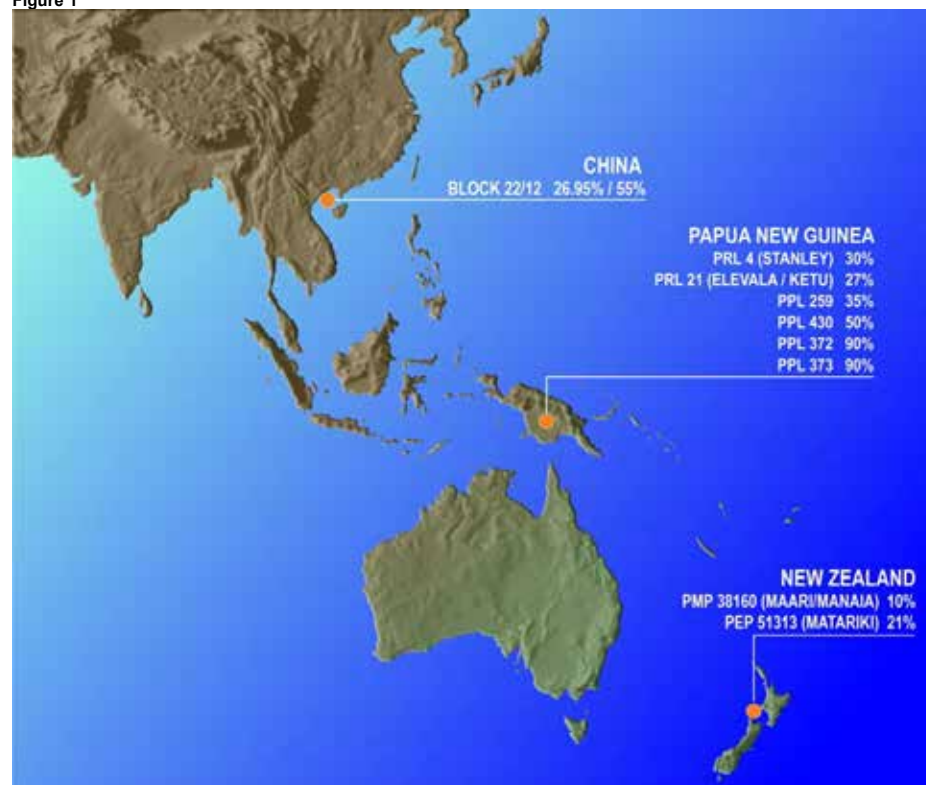 Figure 1
CHINA
BLOCK 22/12 26.95% / 55%
PAPUA NEW GUINEA
PRL 4 (STANLEY) 30%
PRL 21 (ELEVALA / KETU) 27%
PPL 259 35%
PPL 430 50%
PPL 372 90%
PPL 373 90%
NEW ZEALAND
PMP 38160 (MAARI/MANAIA) 10%
PEP 51313 (MATARIKI) 21%